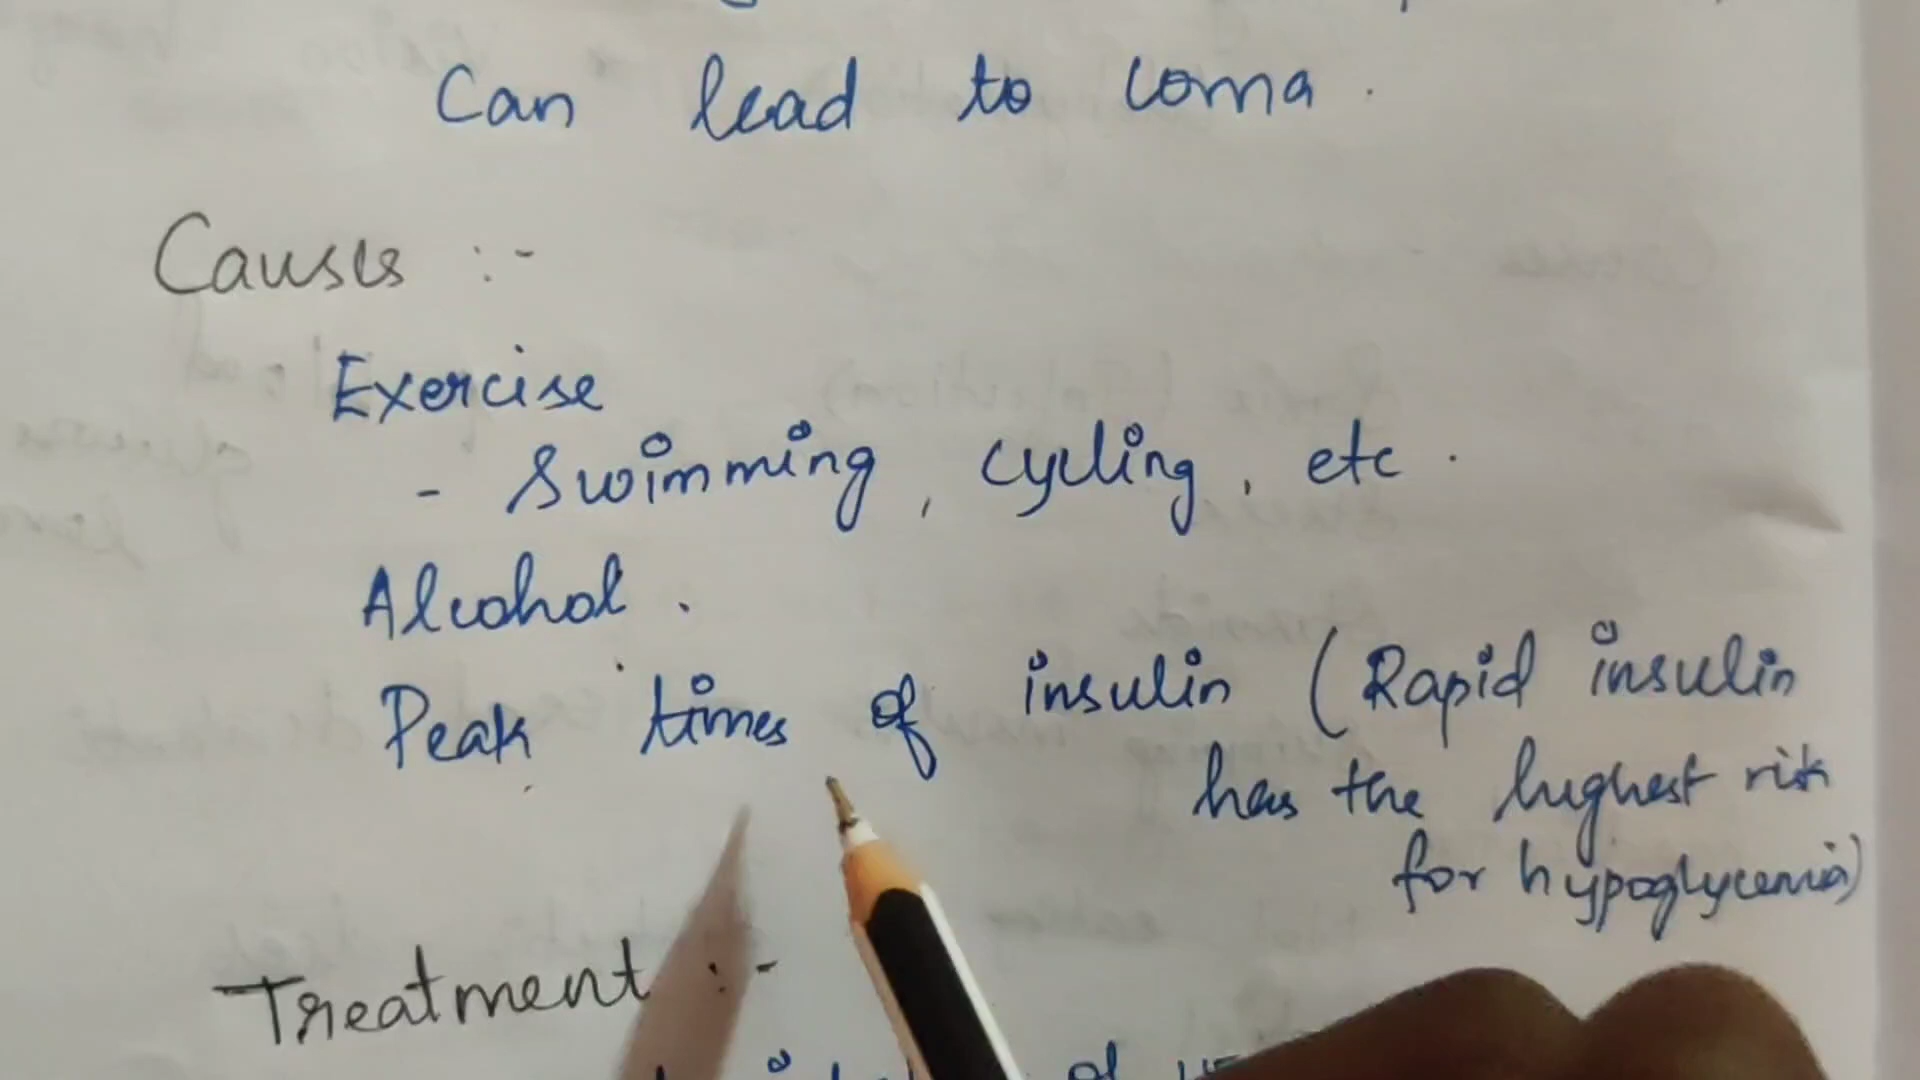 Can lead to coma.
Causes :-
Exercise
- Swimming, cycling, etc.
Alcohol.
Peak times of insulin (Rapid insulin
has the highest risk
for hypoglycemia)
Treatment :-